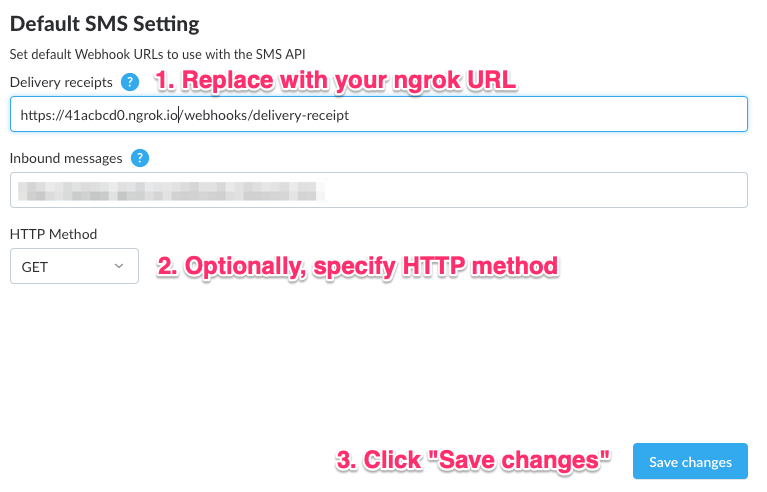 Default SMS Setting
Set default Webhook URLs to use with the SMS API
Delivery receipts ? 1. Replace with your ngrok URL
https://41acbcd0.ngrok.io/webhooks/delivery-receipt
Inbound messages ?
HTTP Method
GET 2. Optionally, specify HTTP method
3. Click "Save changes" Save changes